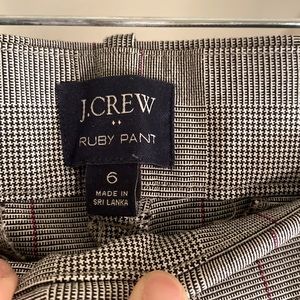 J.CREW
RUBY PANT
6
MADE IN
SRI LANKA